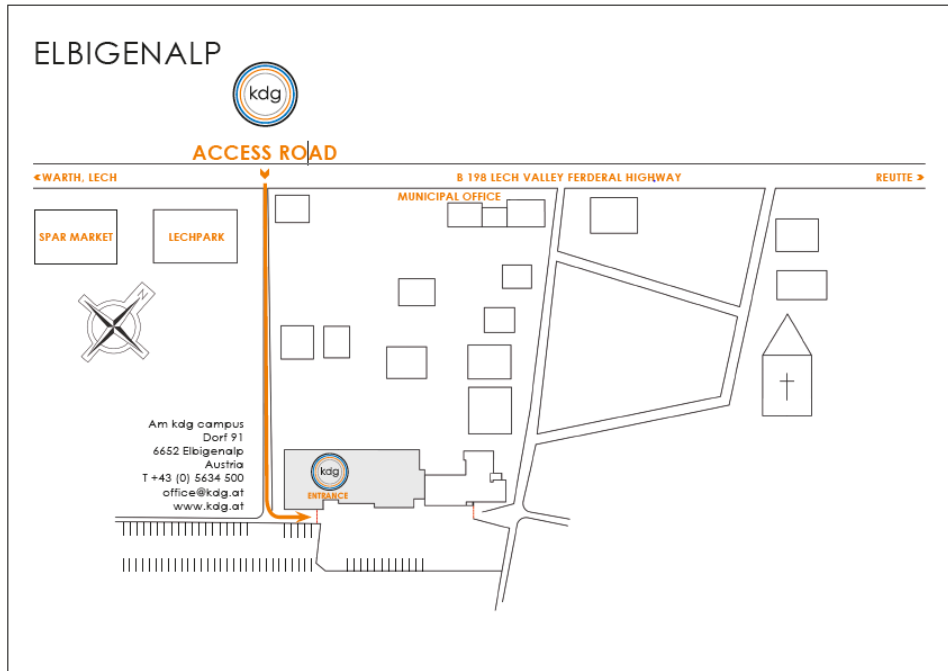 ELBIGENALP
kdg
ACCESS ROAD
«WARTH, LECH
B 198 LECH VALLEY FERDERAL HIGHWAY
REUTTE »
MUNICIPAL OFFICE
SPAR MARKET
LECHPARK
N
Am kdg campus
Dorf 91
6652 Elbigenalp
Austria
T +43 (0) 5634 500
office@kdg.at
www.kdg.at
kdg
ENTRANCE